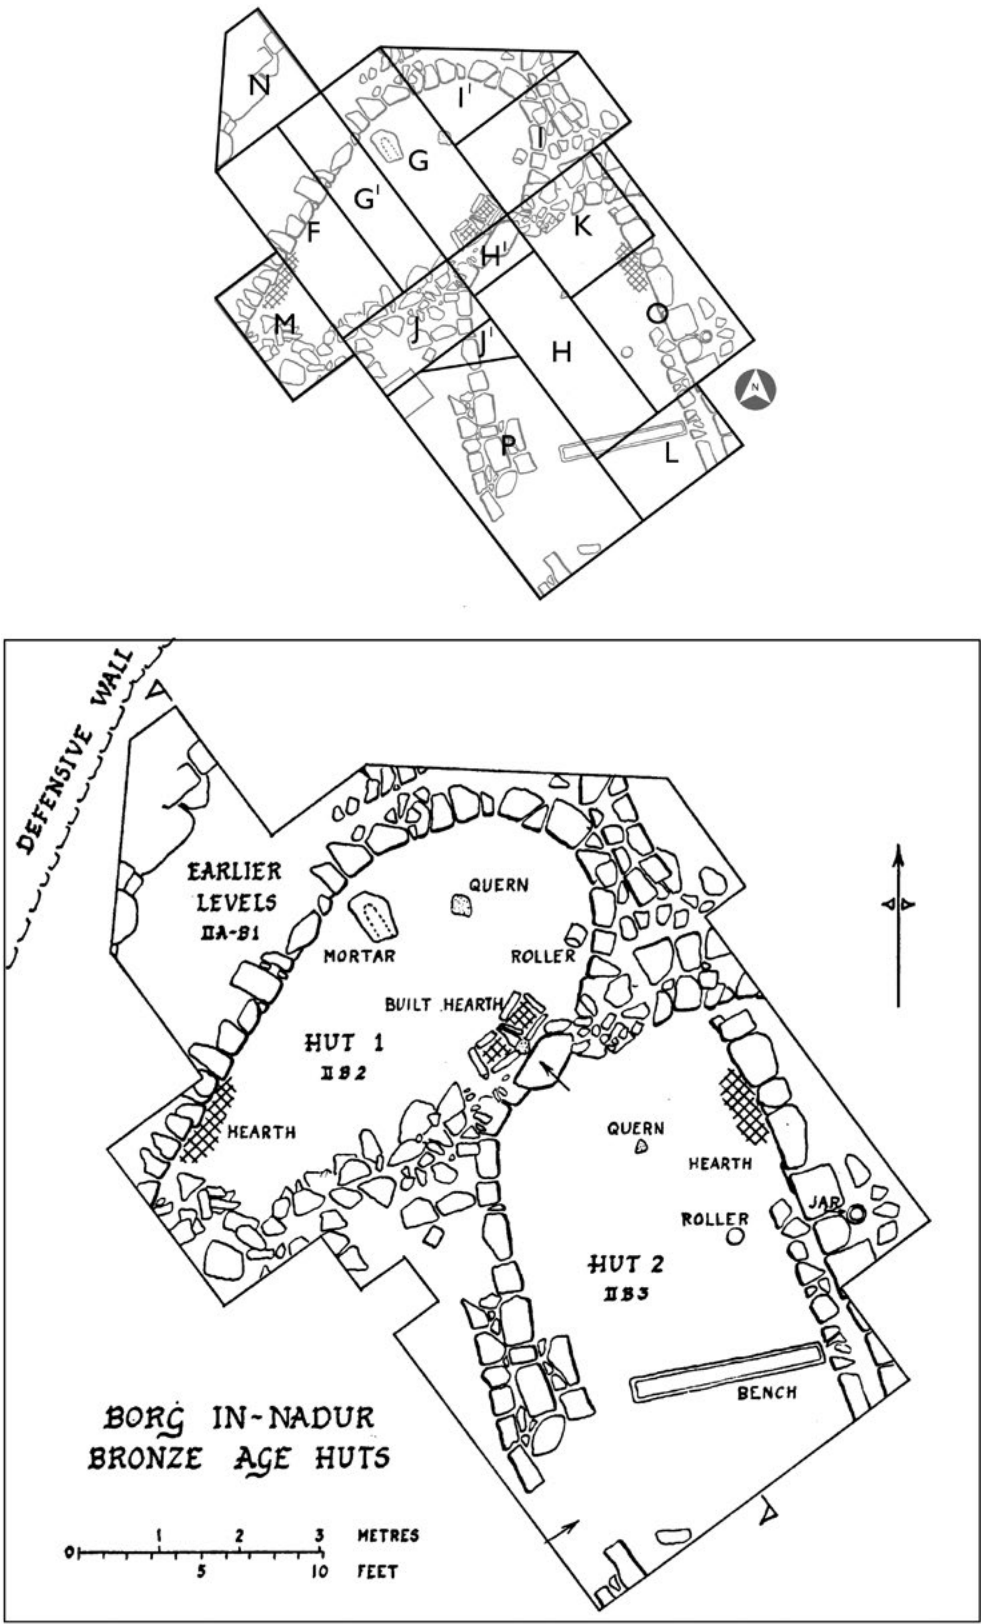 N
I'
G
I
G'
K
F
H'
M
J
J'
H
O
N
P
L
DEFENSIVE WALL
EARLIER
LEVELS
IIA-B1
QUERN
MORTAR
ROLLER
BUILT HEARTH
HUT 1
IIB2
HEARTH
QUERN
HEARTH
JAR
ROLLER
HUT 2
IIB3
BENCH
BORĠ IN-NADUR
BRONZE AGE HUTS
0 1 2 3 METRES
5 10 FEET